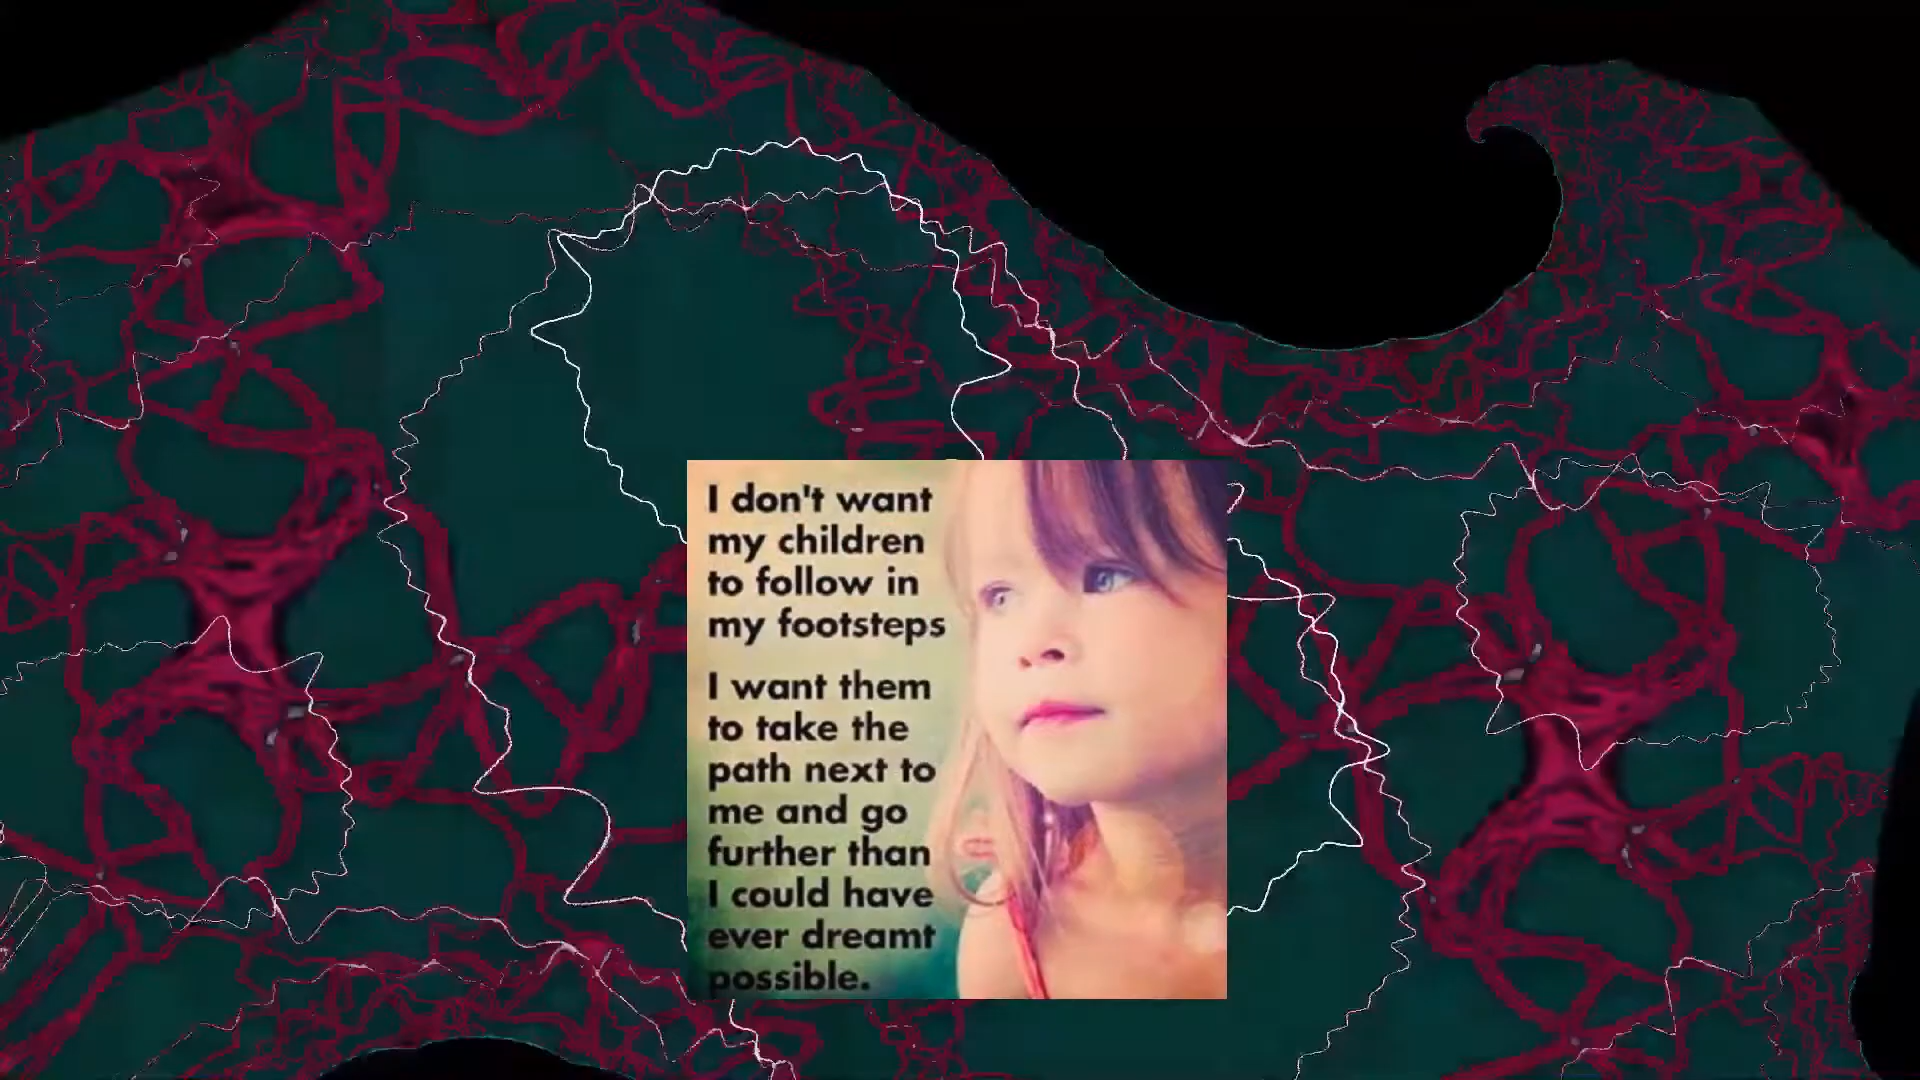 I don't want
my children
to follow in
my footsteps
I want them
to take the
path next to
me and go
further than
I could have
ever dreamt
possible.